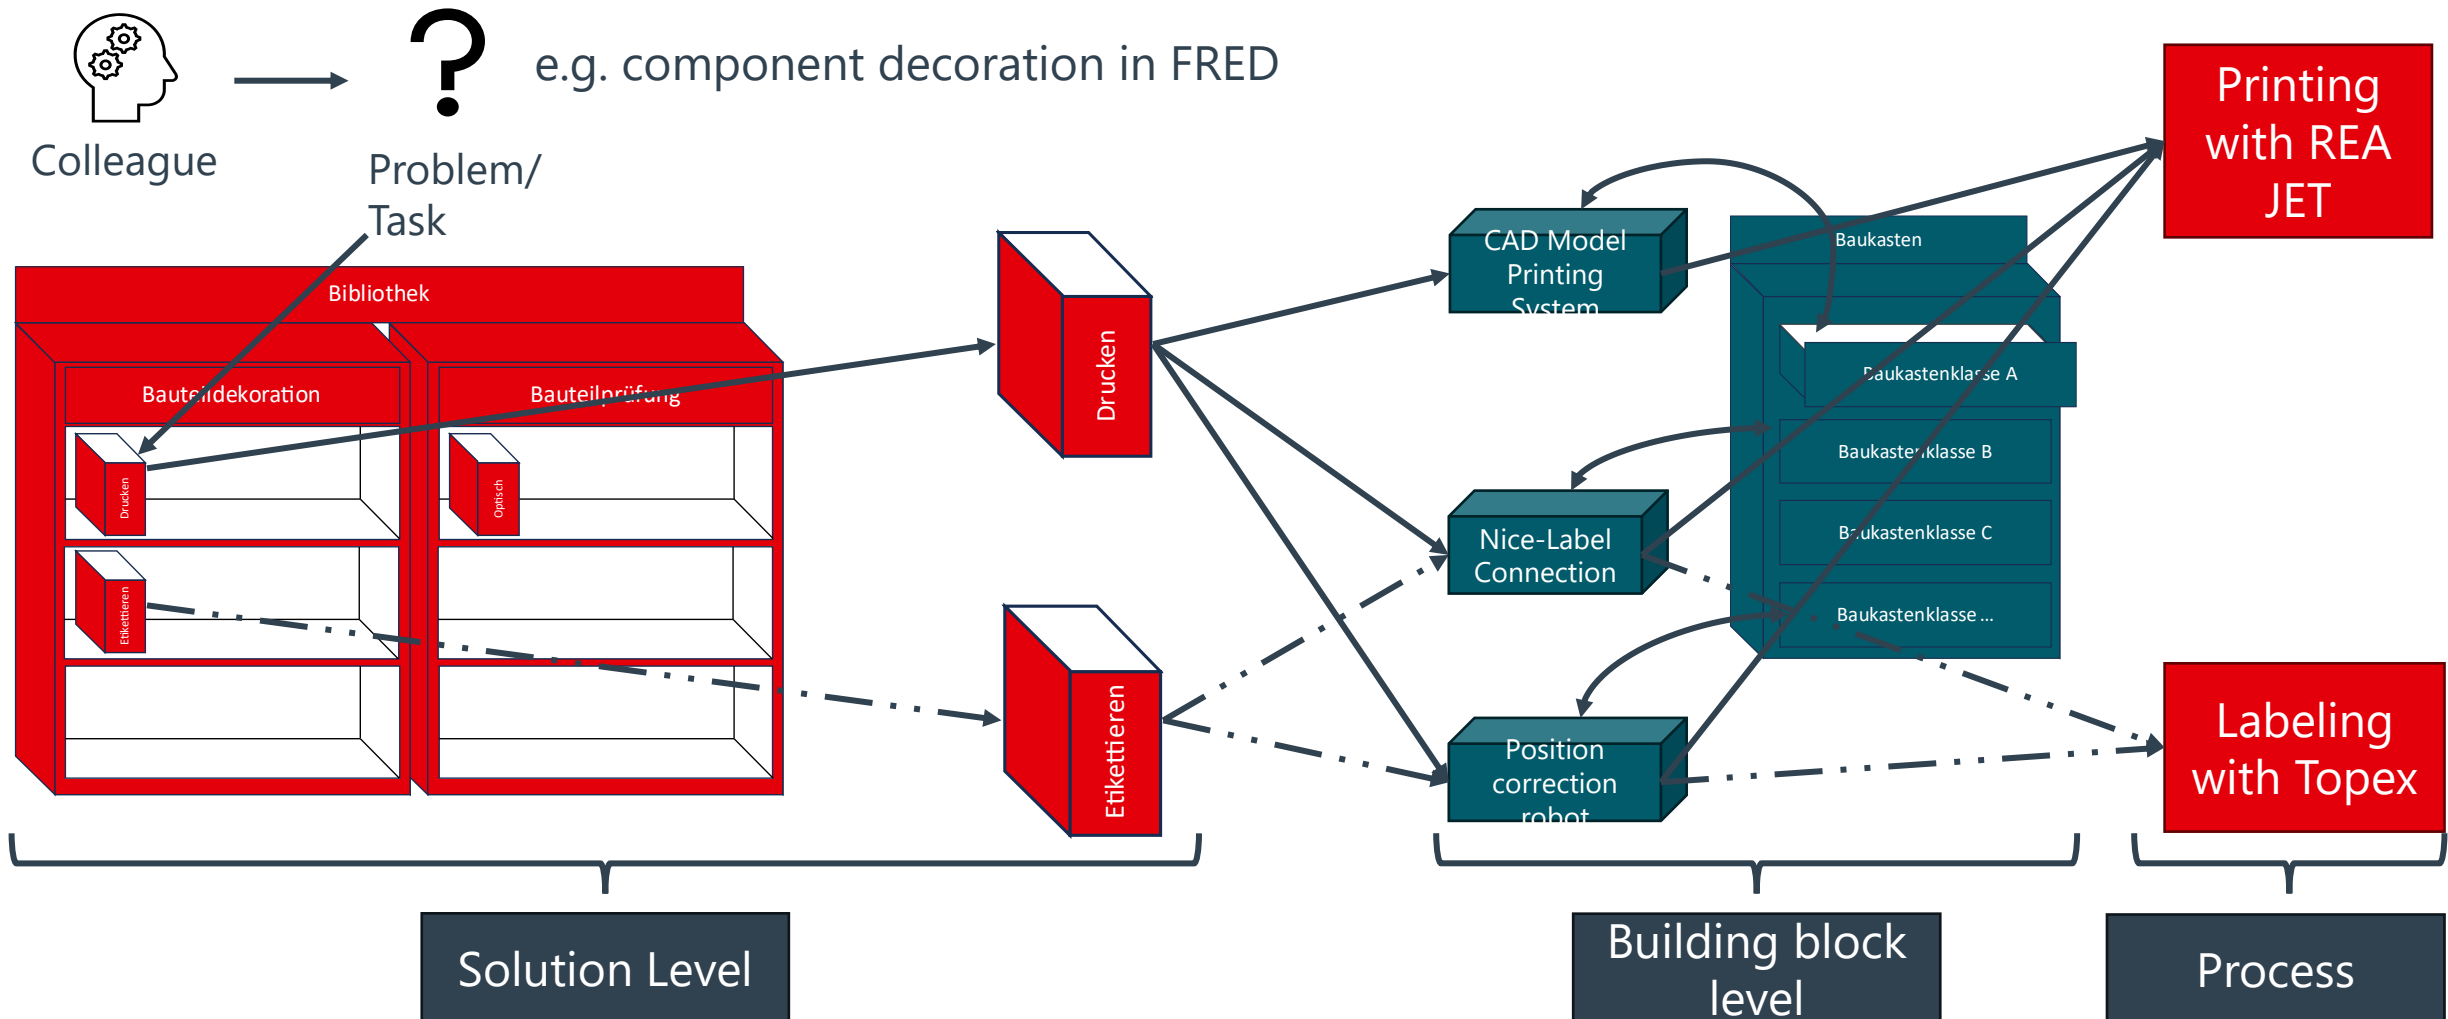 e.g. component decoration in FRED
Colleague
Problem/
Task
Bibliothek
Bauteildekoration
Bauteilprüfung
Drucken
Optisch
Etikettieren
Drucken
Etikettieren
CAD Model
Printing
System
Nice-Label
Connection
Position
correction
robot
Baukasten
Baukastenklasse A
Baukastenklasse B
Baukastenklasse C
Baukastenklasse ...
Printing
with REA
JET
Labeling
with Topex
Solution Level
Building block
level
Process